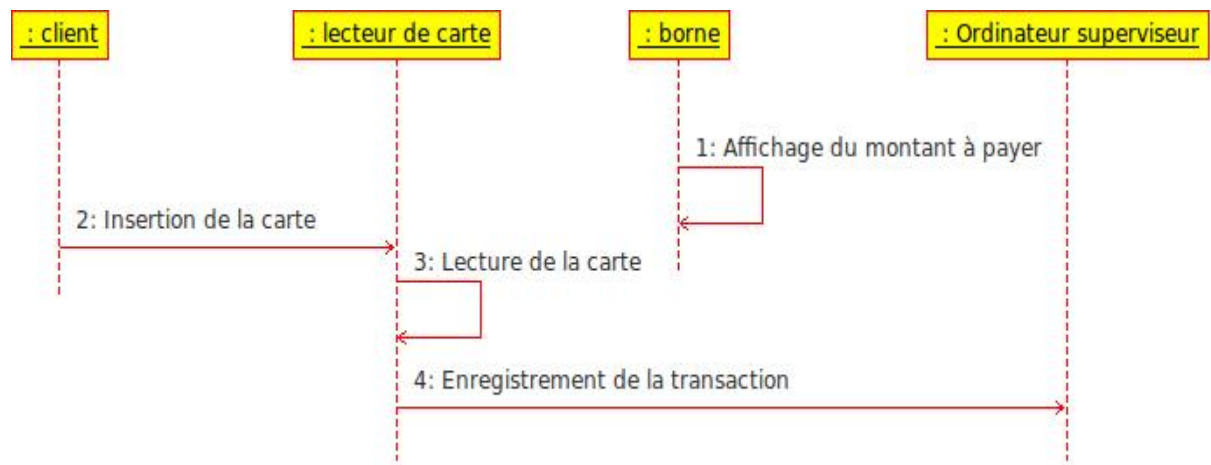 : client
: lecteur de carte
: borne
: Ordinateur superviseur
1: Affichage du montant à payer
2: Insertion de la carte
3: Lecture de la carte
4: Enregistrement de la transaction